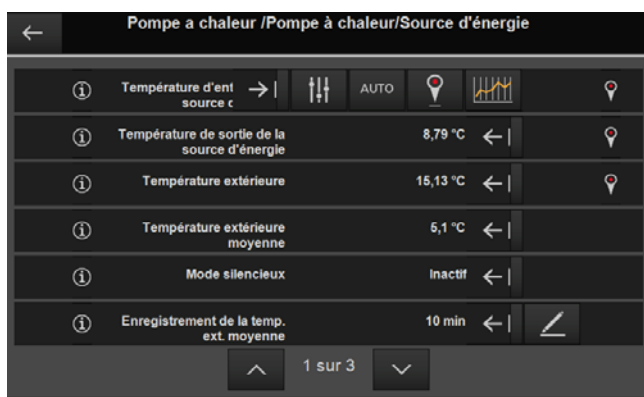 Pompe a chaleur /Pompe à chaleur/Source d'énergie
Température d'ent
source c
AUTO
Température de sortie de la
source d'énergie
8,79 °C
Température extérieure
15,13 °C
Température extérieure
moyenne
5,1 °C
Mode silencieux
Inactif
Enregistrement de la temp.
ext. moyenne
10 min
1 sur 3